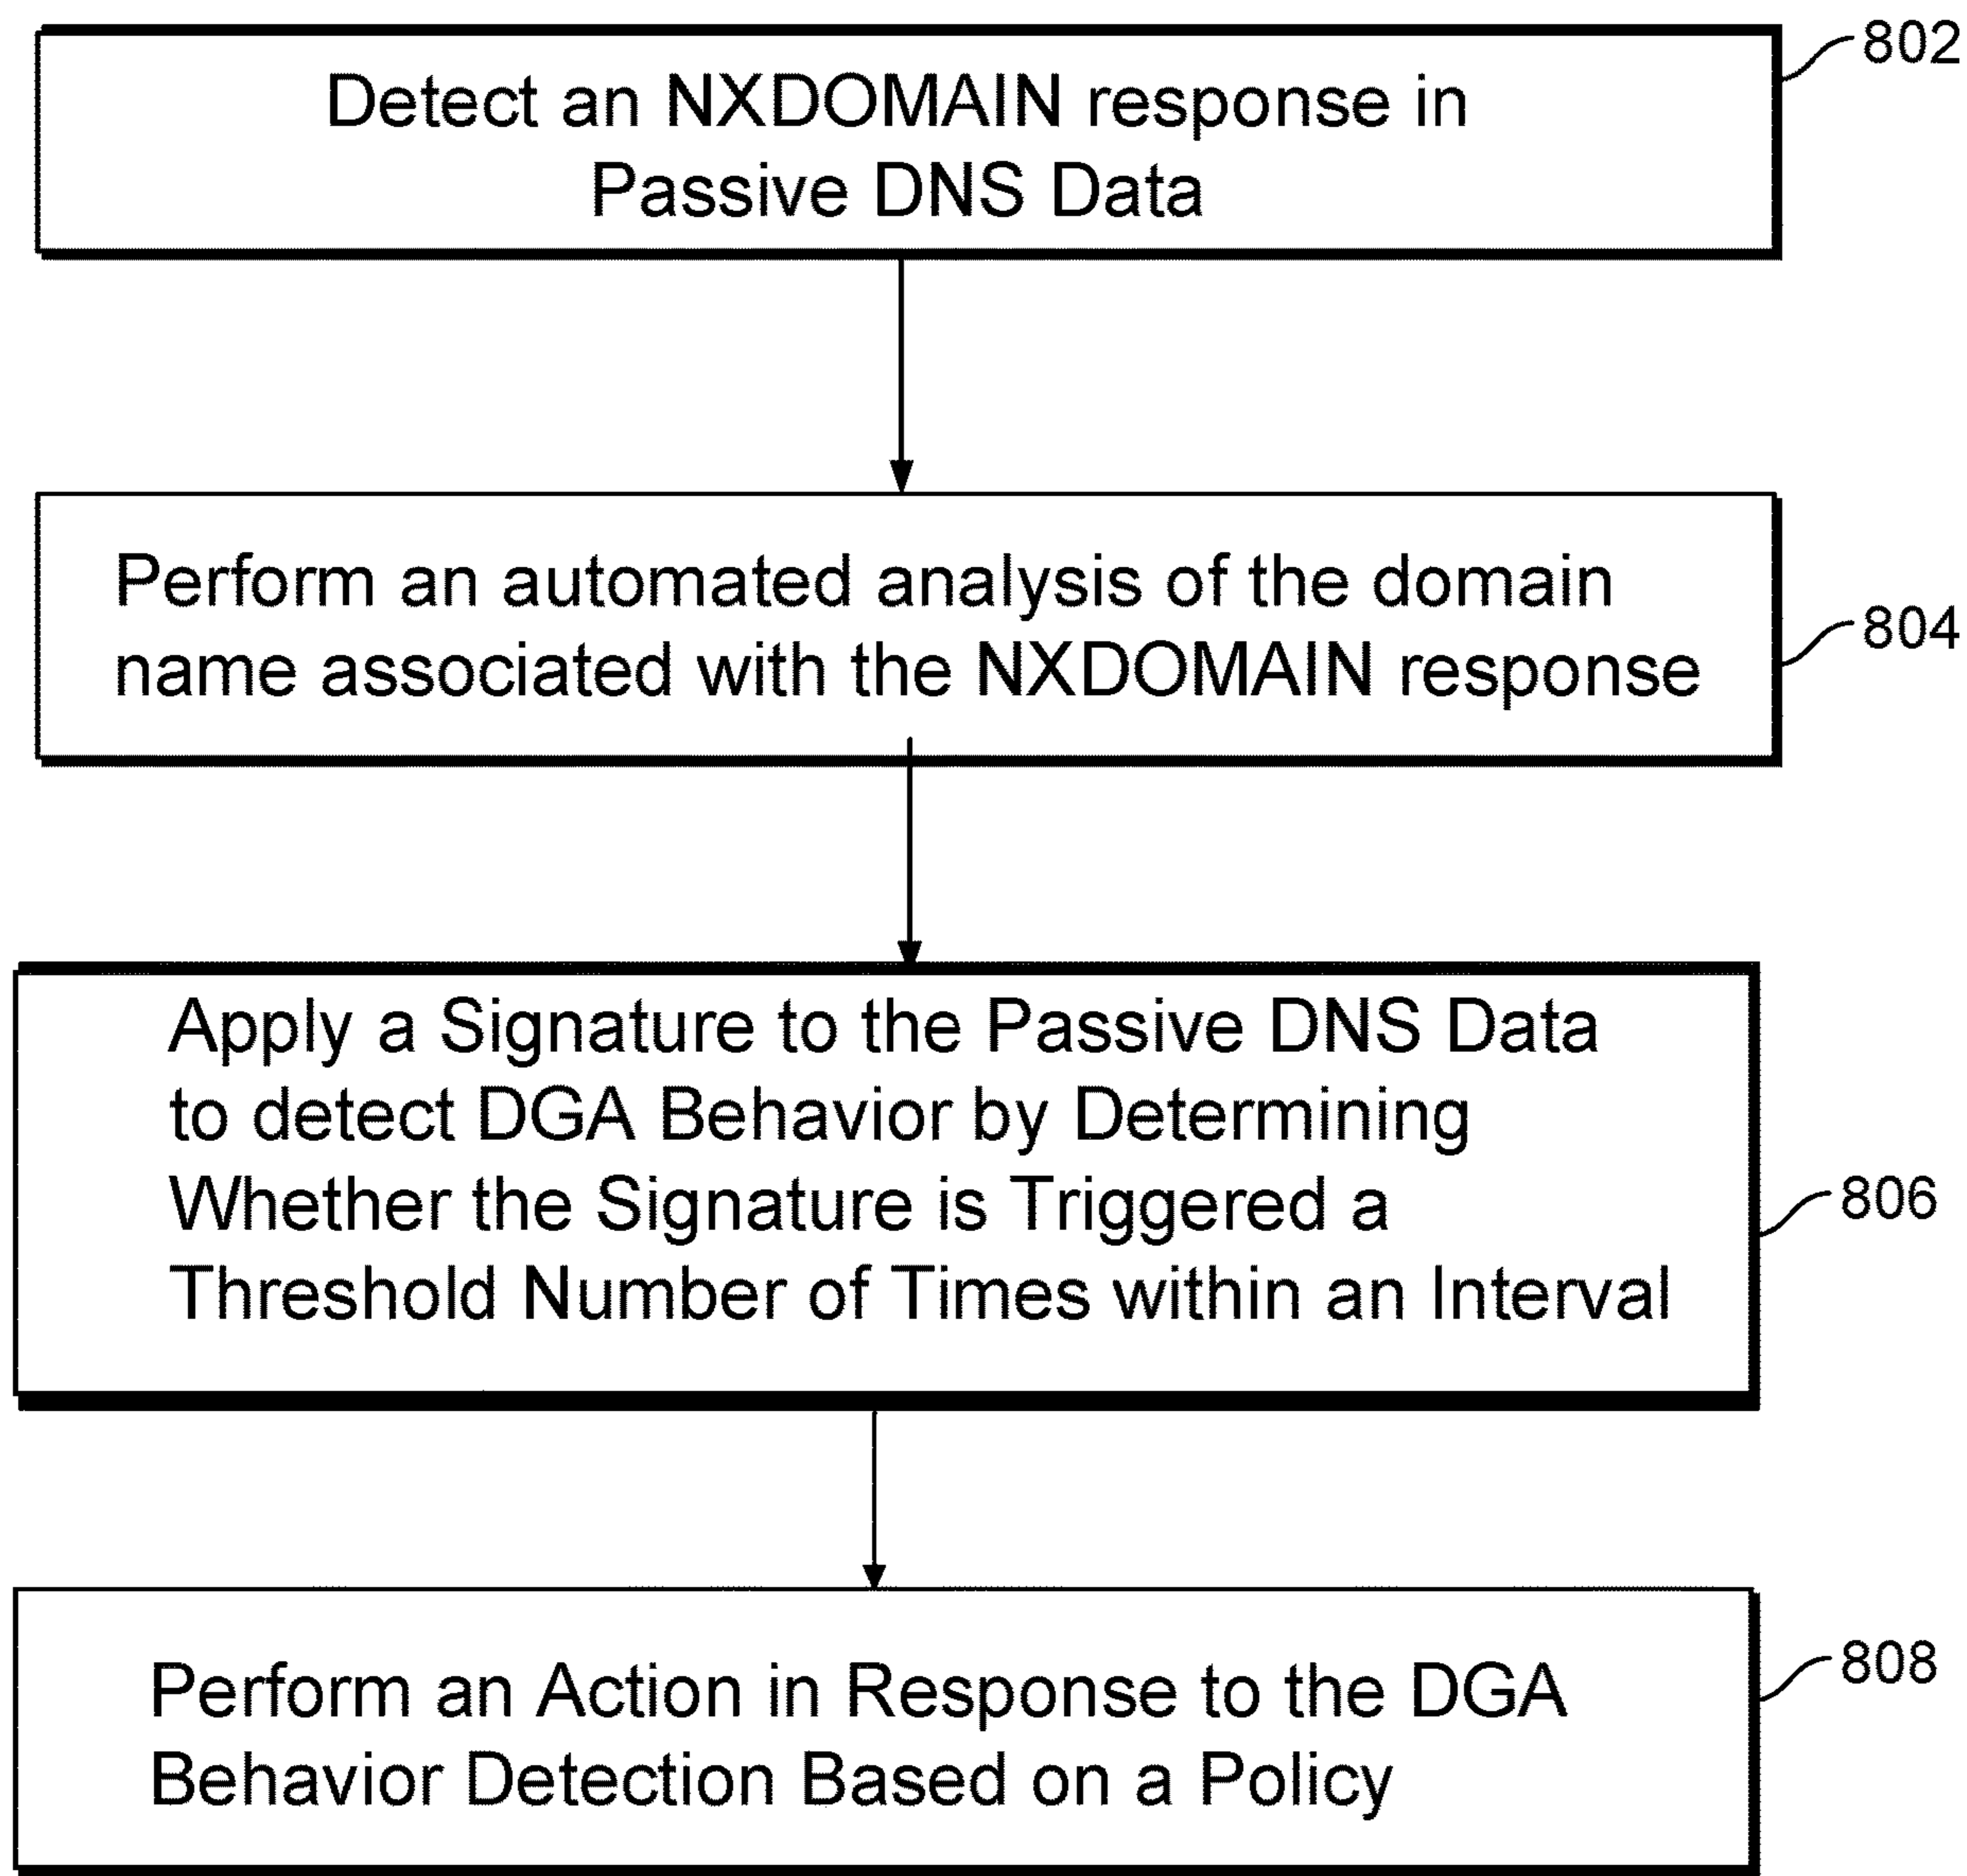 802
Detect an NXDOMAIN response in
Passive DNS Data
Perform an automated analysis of the domain
name associated with the NXDOMAIN response
804
Apply a Signature to the Passive DNS Data
to detect DGA Behavior by Determining
Whether the Signature is Triggered a
Threshold Number of Times within an Interval
806
Perform an Action in Response to the DGA
Behavior Detection Based on a Policy
808